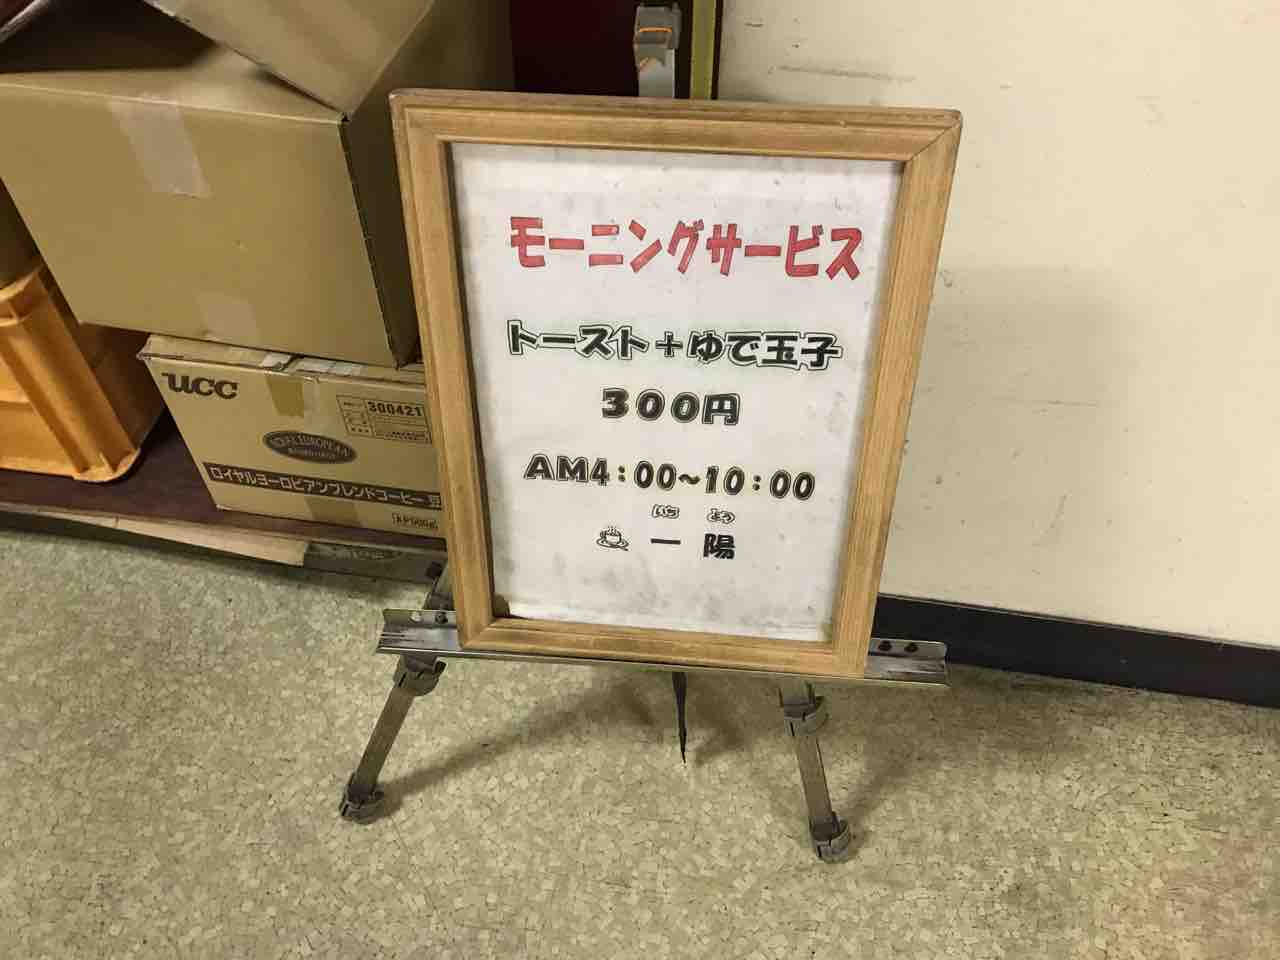 モーニングサービス
トースト+ゆで玉子
300円
AM4:00~10:00
いち よう
一 陽
UCC
300421
ロイヤルヨーロピアンブレンドコーヒー 豆